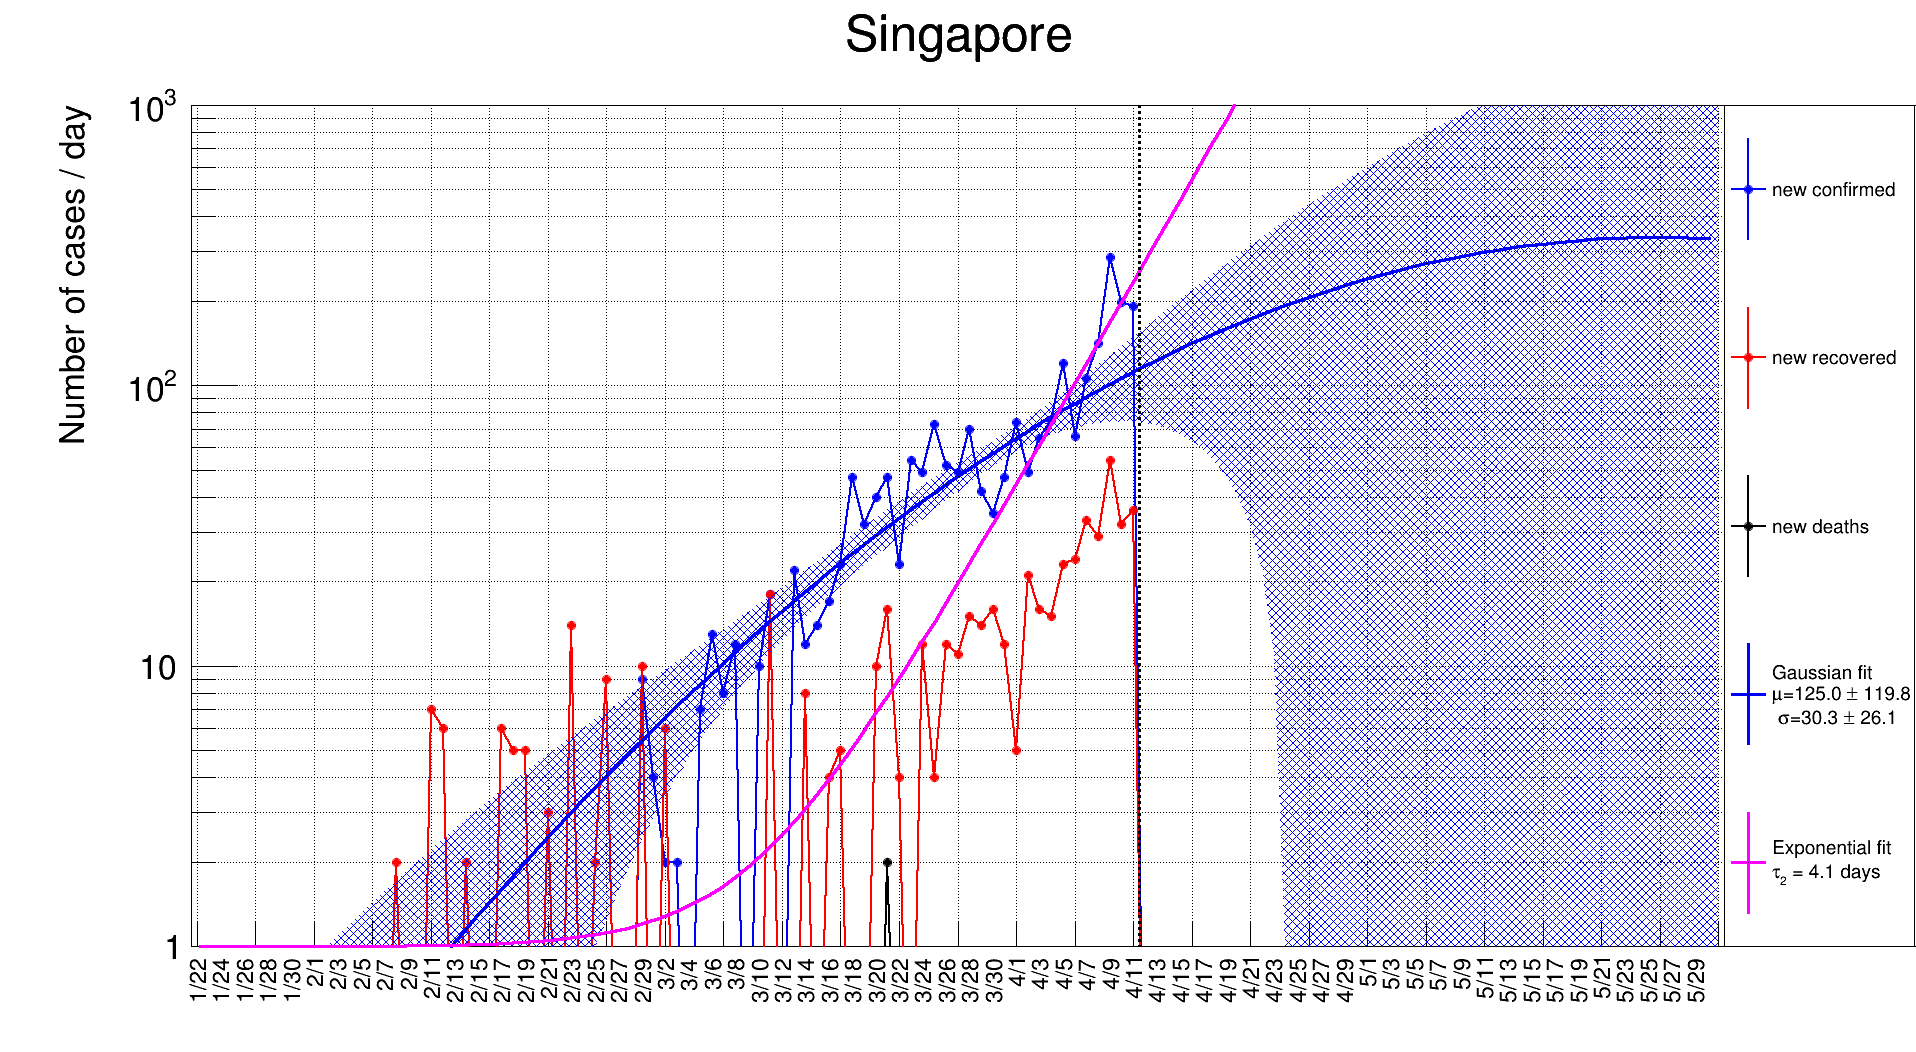 Singapore
Number of cases / day
10³
10²
10
1
1/22 1/24 1/26 1/28 1/30 2/1 2/3 2/5 2/7 2/9 2/11 2/13 2/15 2/17 2/19 2/21 2/23 2/25 2/27 2/29 3/2 3/4 3/6 3/8 3/10 3/12 3/14 3/16 3/18 3/20 3/22 3/24 3/26 3/28 3/30 4/1 4/3 4/5 4/7 4/9 4/11 4/13 4/15 4/17 4/19 4/21 4/23 4/25 4/27 4/29 5/1 5/3 5/5 5/7 5/9 5/11 5/13 5/15 5/17 5/19 5/21 5/23 5/25 5/27 5/29
new confirmed
new recovered
new deaths
Gaussian fit
μ=125.0 ± 119.8
σ=30.3 ± 26.1
Exponential fit
τ₂ = 4.1 days